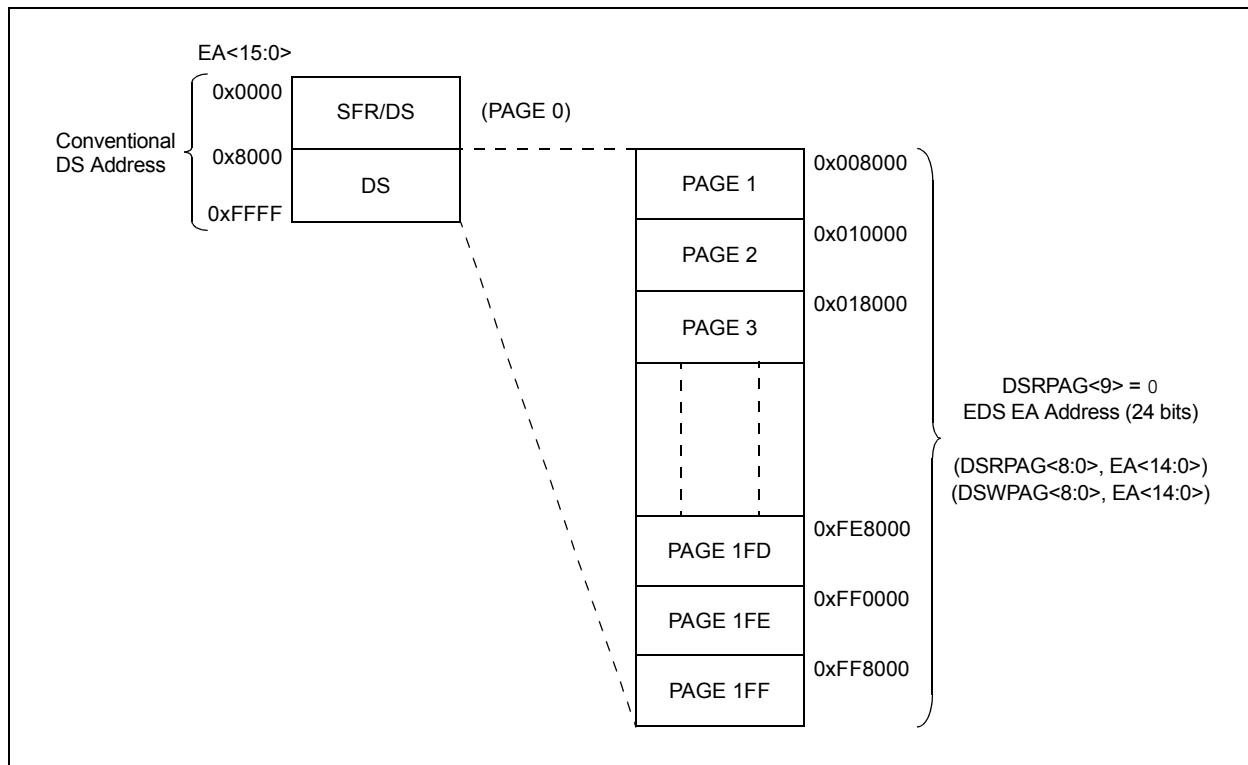 EA<15:0>
0x0000
SFR/DS
(PAGE 0)
Conventional
DS Address
0x8000
DS
0xFFFF
PAGE 1
0x008000
PAGE 2
0x010000
PAGE 3
0x018000
DSRPAG<9> = 0
EDS EA Address (24 bits)
(DSRPAG<8:0>, EA<14:0>)
(DSWPAG<8:0>, EA<14:0>)
PAGE 1FD
0xFE8000
PAGE 1FE
0xFF0000
PAGE 1FF
0xFF8000